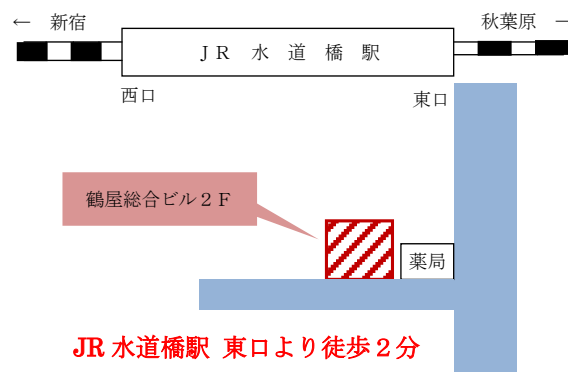 ← 新宿
秋葉原 →
JR 水道橋駅
西口
東口
鶴屋総合ビル２F
薬局
JR 水道橋駅 東口より徒歩２分